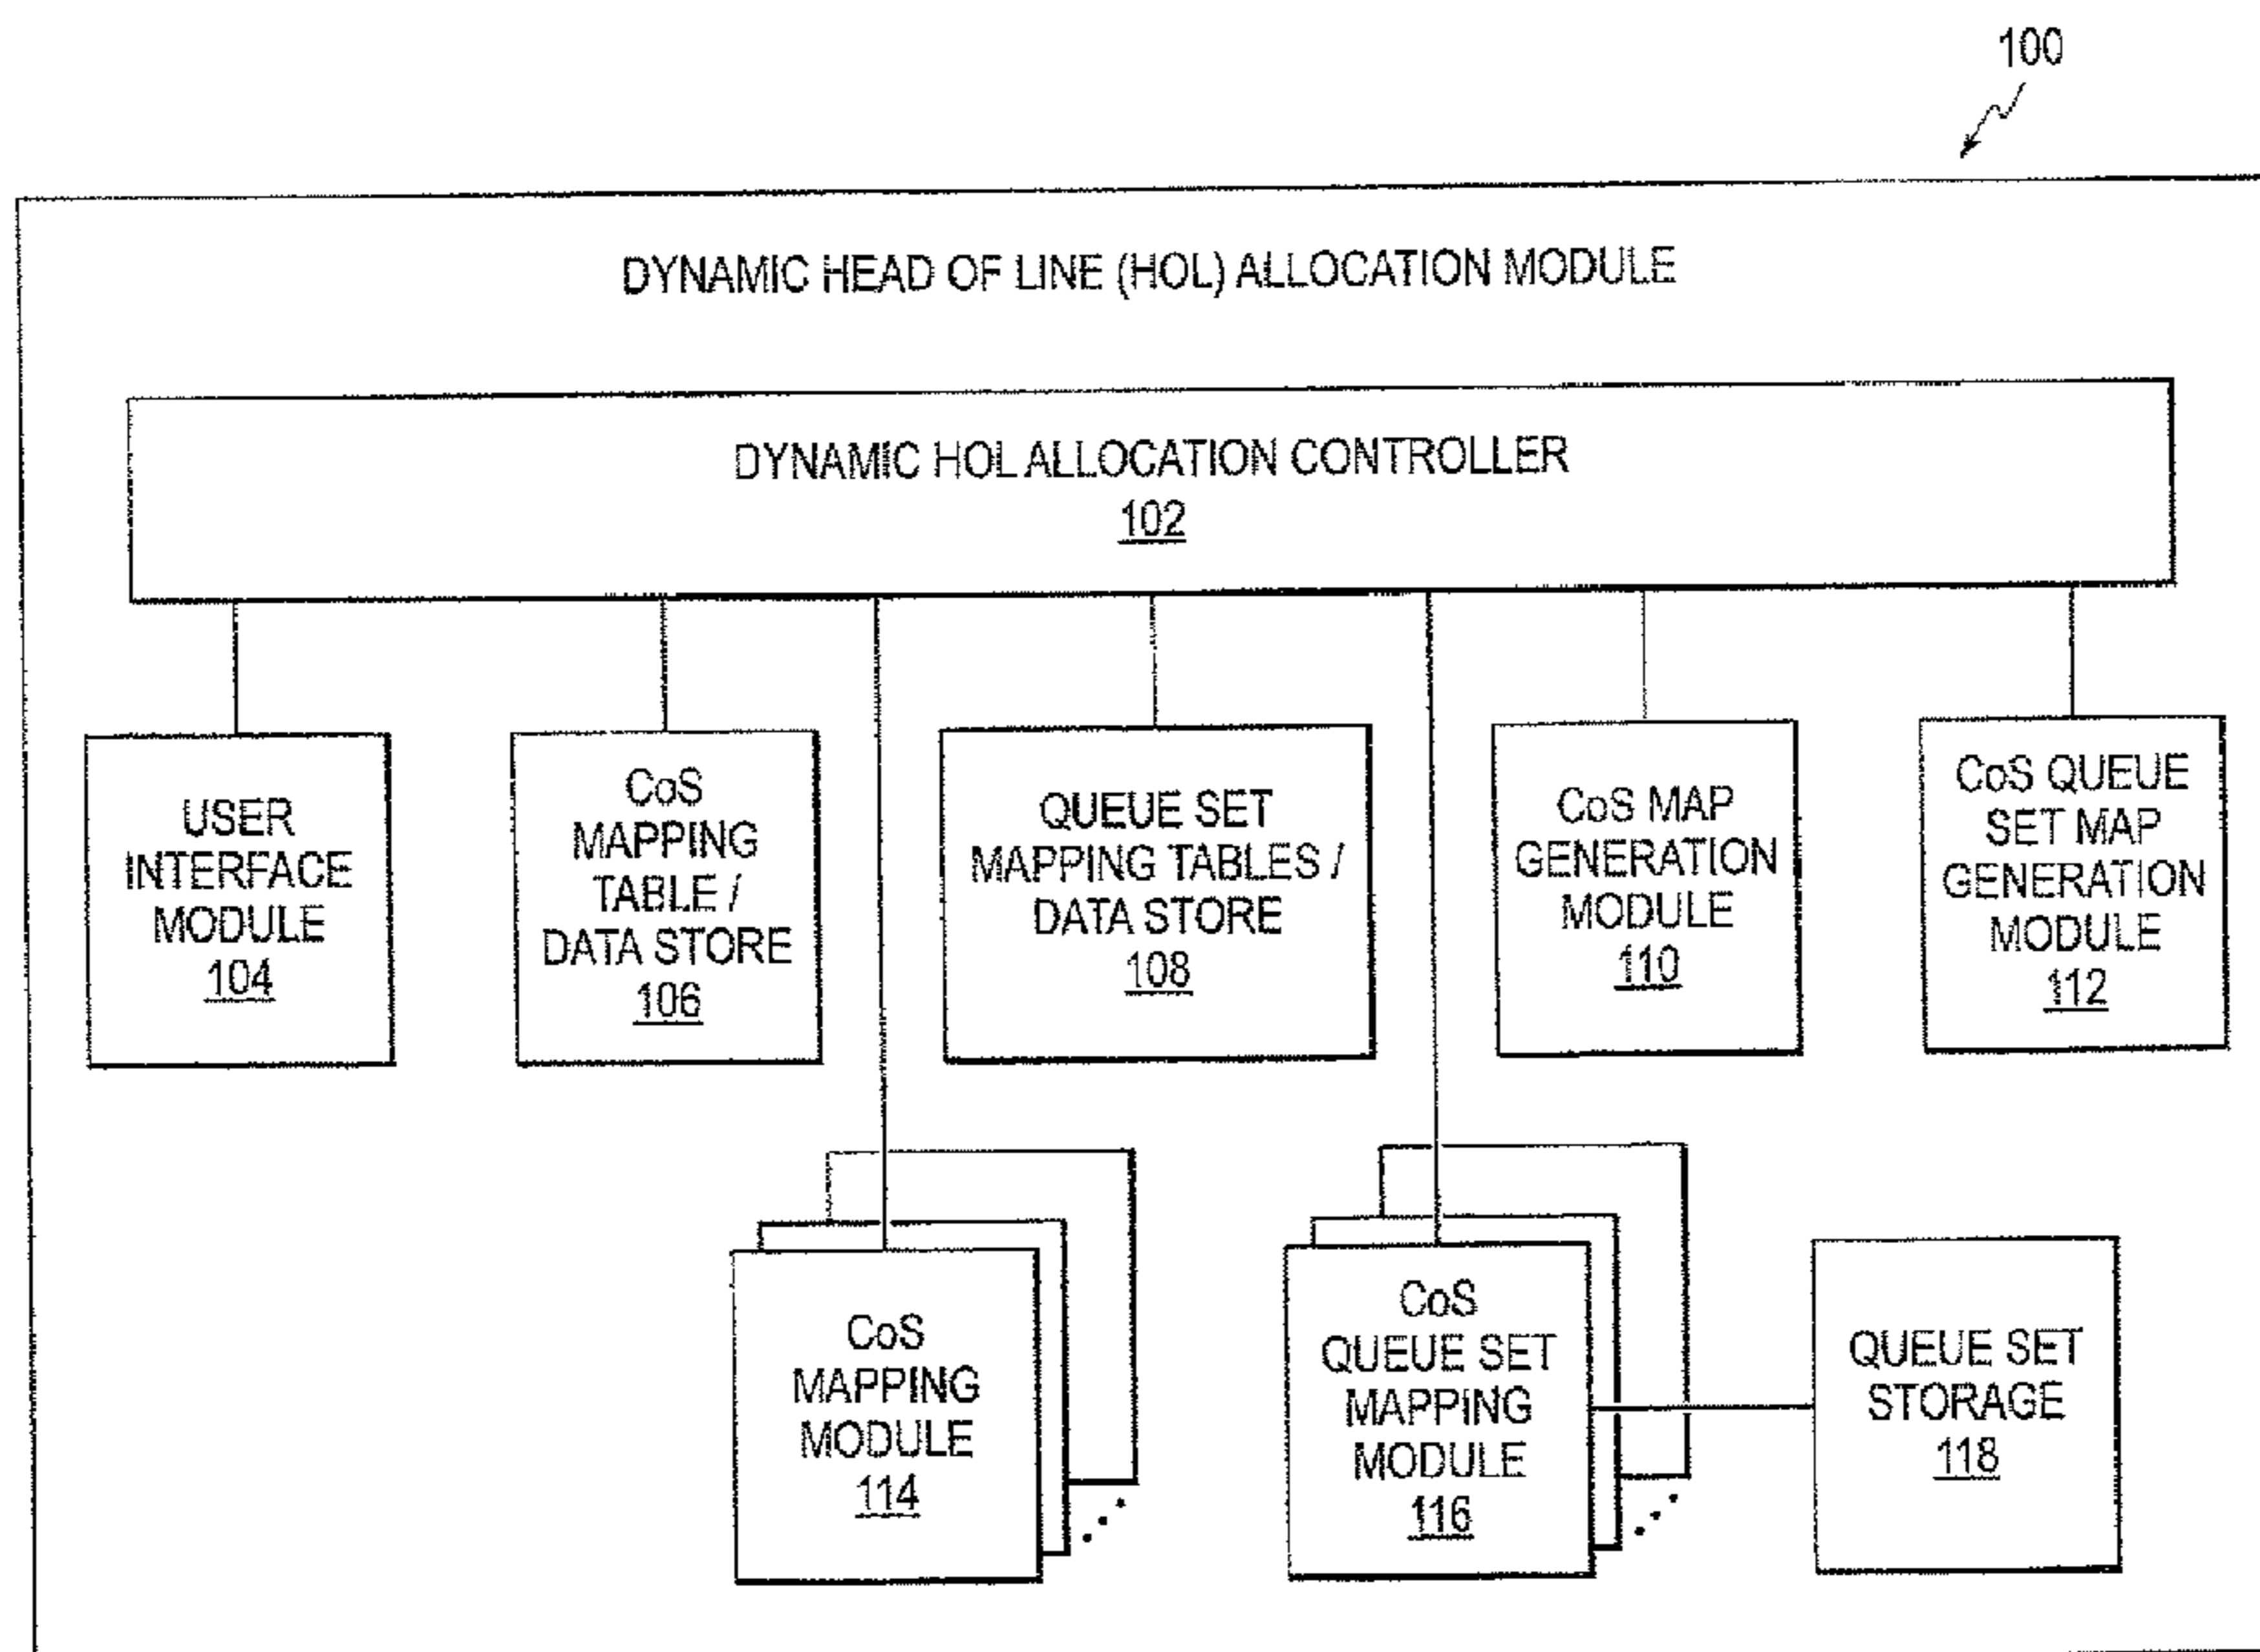 100
DYNAMIC HEAD OF LINE (HOL) ALLOCATION MODULE
DYNAMIC HOL ALLOCATION CONTROLLER
102
USER
INTERFACE
MODULE
104
CoS
MAPPING
TABLE /
DATA STORE
106
QUEUE SET
MAPPING TABLES /
DATA STORE
108
CoS MAP
GENERATION
MODULE
110
CoS QUEUE
SET MAP
GENERATION
MODULE
112
CoS
MAPPING
MODULE
114
CoS
QUEUE SET
MAPPING
MODULE
116
QUEUE SET
STORAGE
118